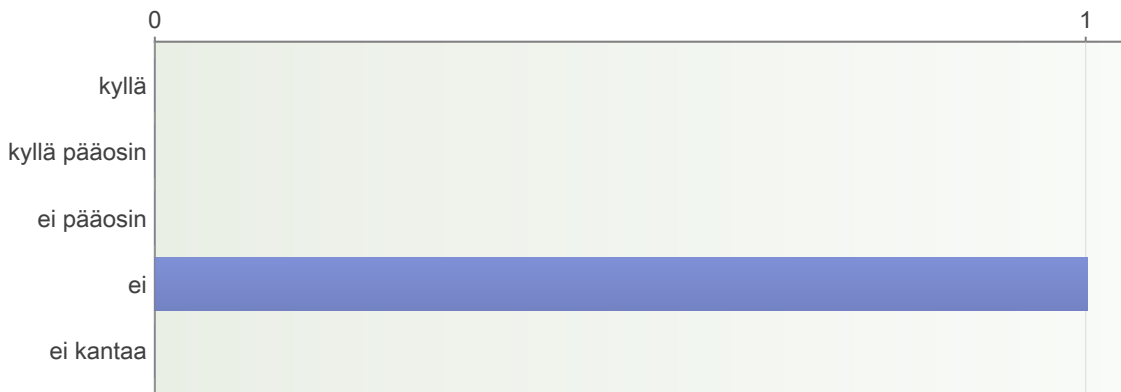 0 1
kyllä
kyllä pääosin
ei pääosin
ei
ei kantaa